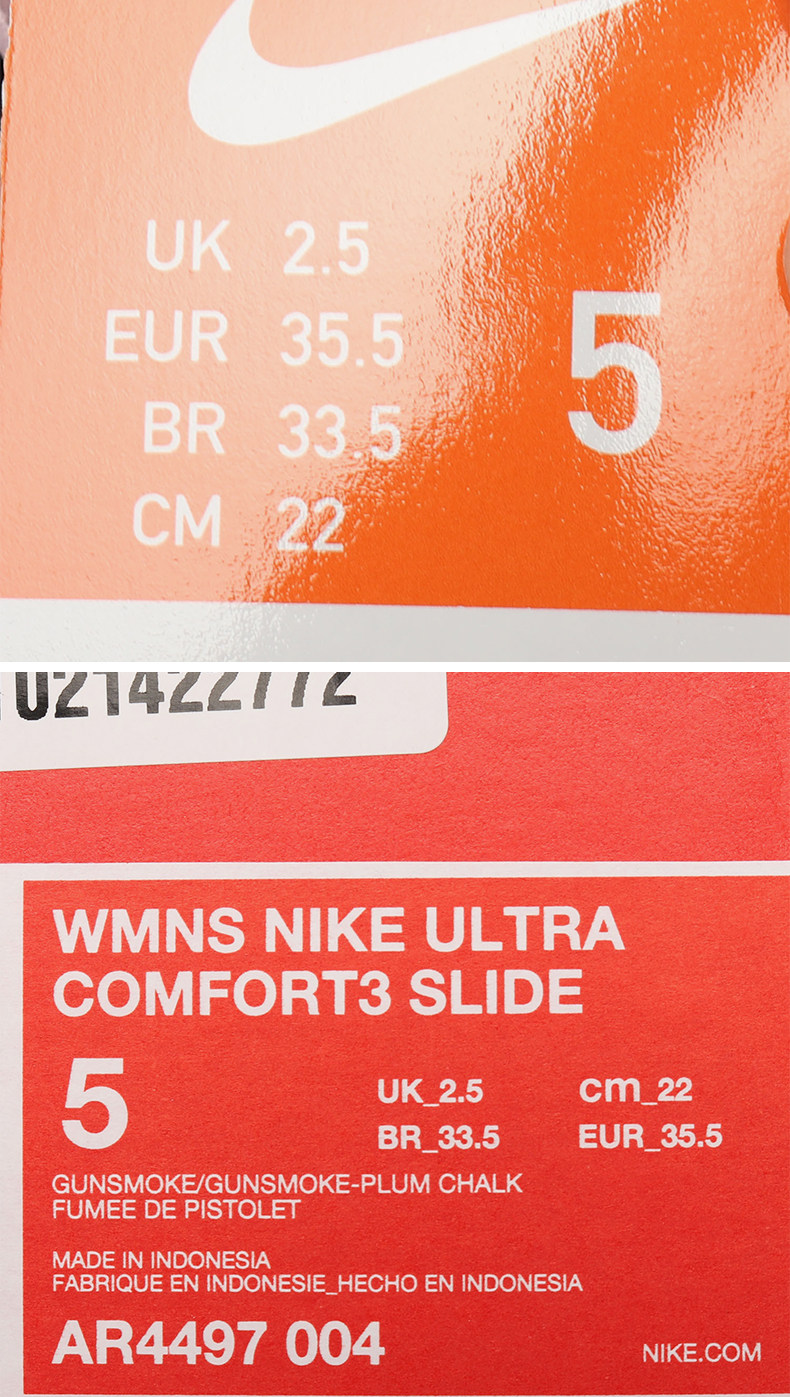 UK 2.5
EUR 35.5
5
BR 33.5
CM 22
021422772
WMNS NIKE ULTRA
COMFORT3 SLIDE
5
UK_2.5 cm_22
BR_33.5 EUR_35.5
GUNSMOKE/GUNSMOKE-PLUM CHALK
FUMEE DE PISTOLET
MADE IN INDONESIA
FABRIQUE EN INDONESIE_HECHO EN INDONESIA
AR4497 004
NIKE.COM